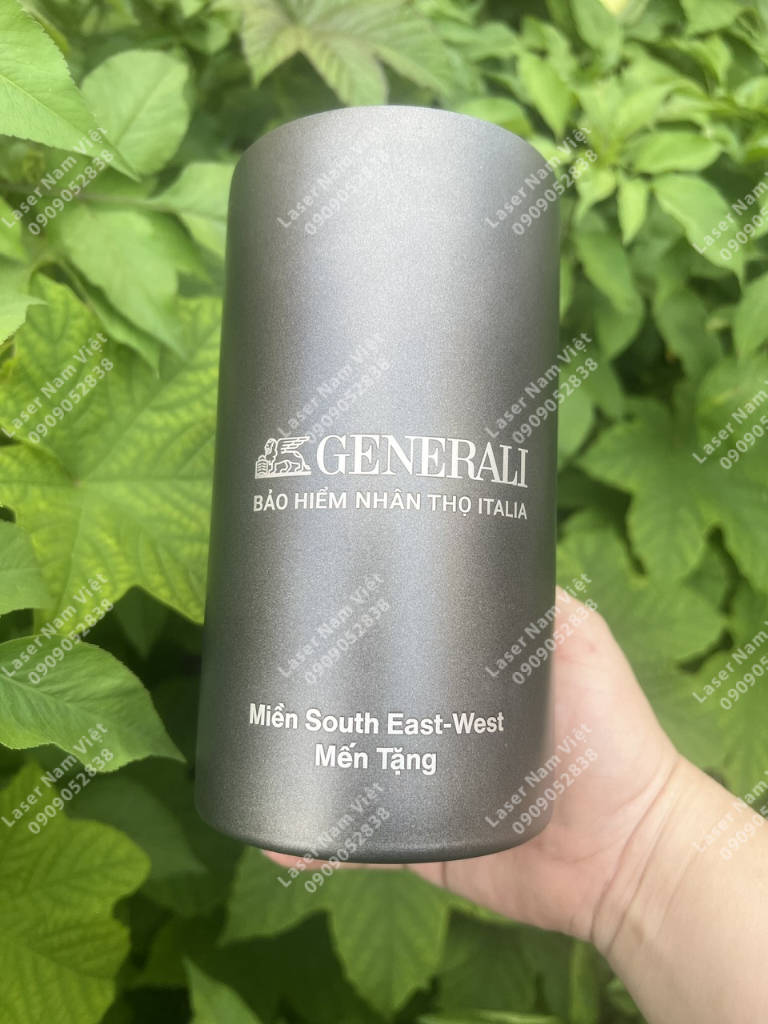 GENERALI
BẢO HIỂM NHÂN THỌ ITALIA
Miền South East-West
Mến Tặng
Laser Nam Việt
0909052838